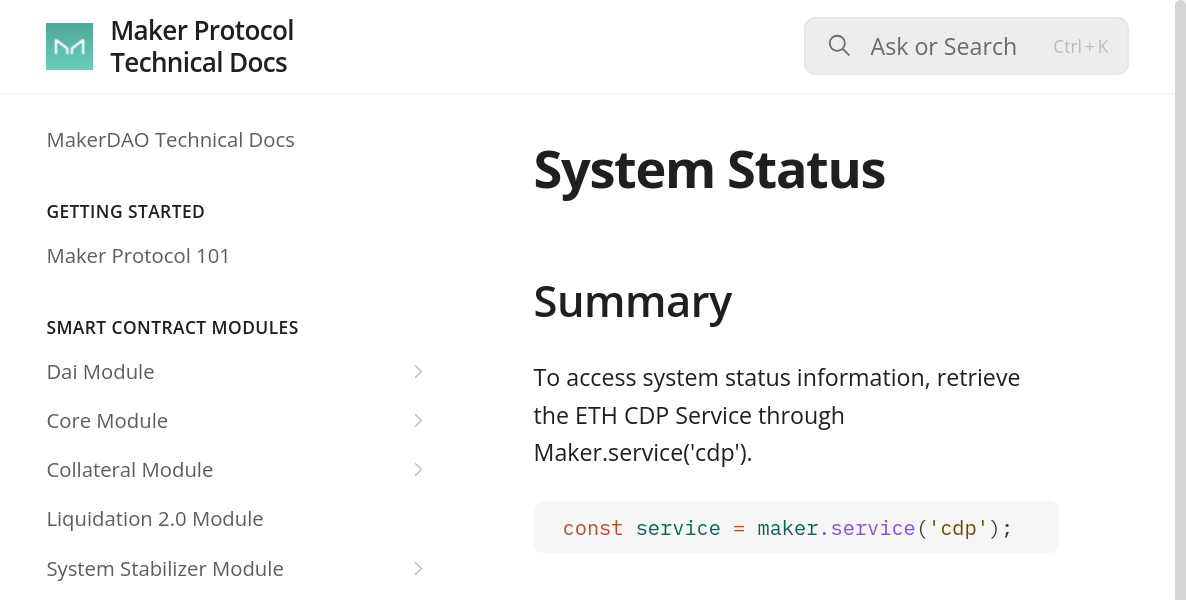 Maker Protocol
Technical Docs
Ask or Search
Ctrl + K
MakerDAO Technical Docs
GETTING STARTED
Maker Protocol 101
SMART CONTRACT MODULES
Dai Module
Core Module
Collateral Module
Liquidation 2.0 Module
System Stabilizer Module
System Status
Summary
To access system status information, retrieve
the ETH CDP Service through
Maker.service('cdp').
const service = maker.service('cdp');